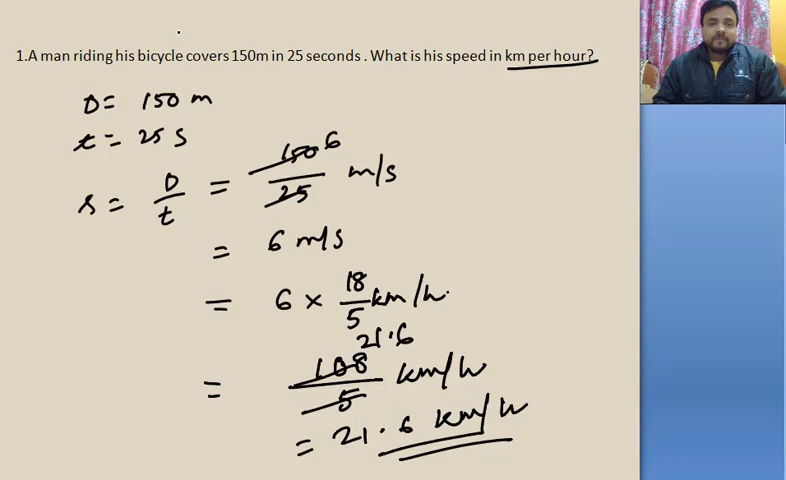 1.A man riding his bicycle covers 150m in 25 seconds . What is his speed in km per hour?
D = 150 m
t = 25 s
s = D/t = 150/25 6 m/s
= 6 m/s
= 6 × 18/5 km/h
21.6
= 108/5 km/h
= 21.6 km/h